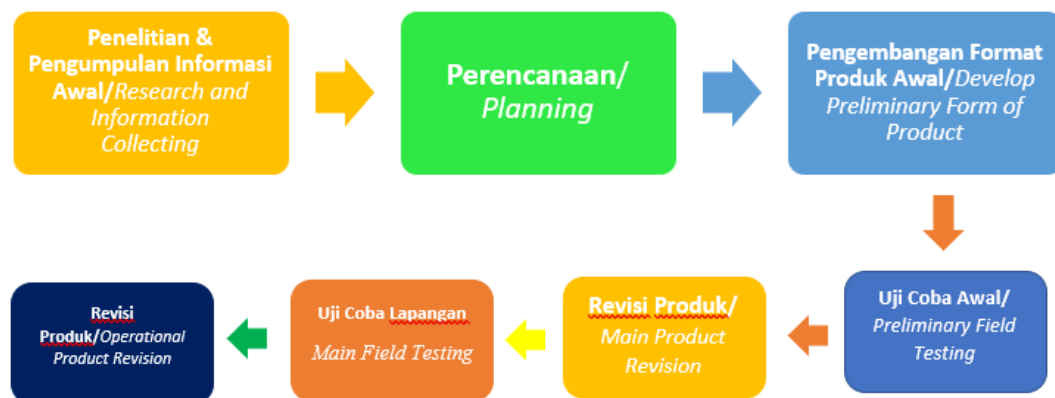 Penelitian &
Pengumpulan Informasi
Awal/Research and
Information
Collecting
Perencanaan/
Planning
Pengembangan Format
Produk Awal/Develop
Preliminary Form of
Product
Uji Coba Awal/
Preliminary Field
Testing
Revisi Produk/
Main Product
Revision
Uji Coba Lapangan
Main Field Testing
Revisi
Produk/Operational
Product Revision